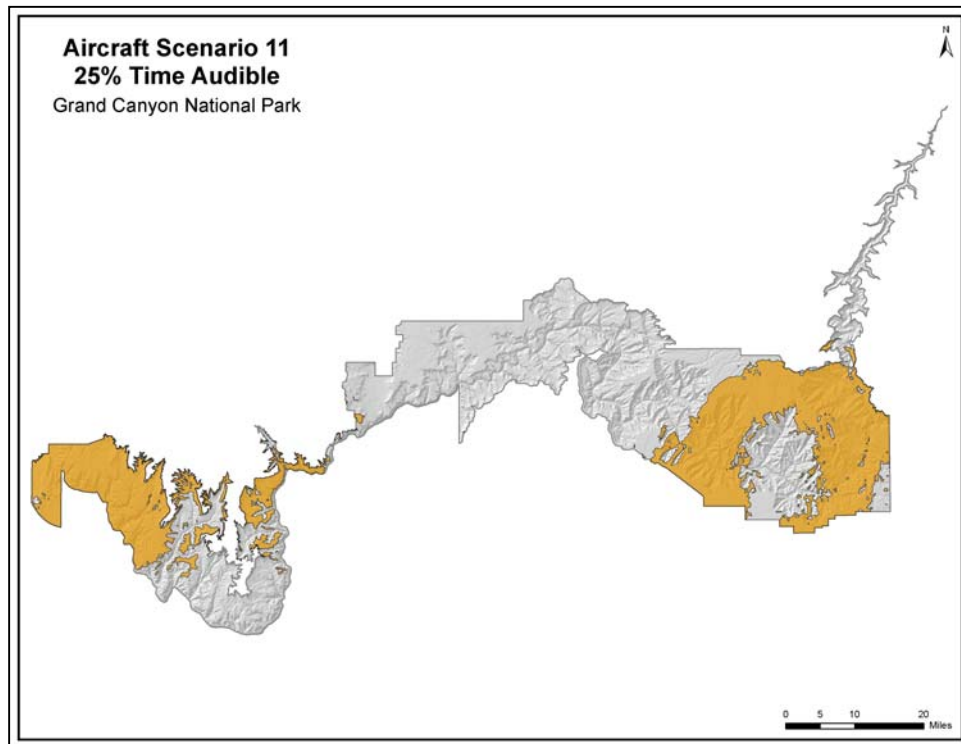 Aircraft Scenario 11
25% Time Audible
Grand Canyon National Park
N
0 5 10 20
Miles